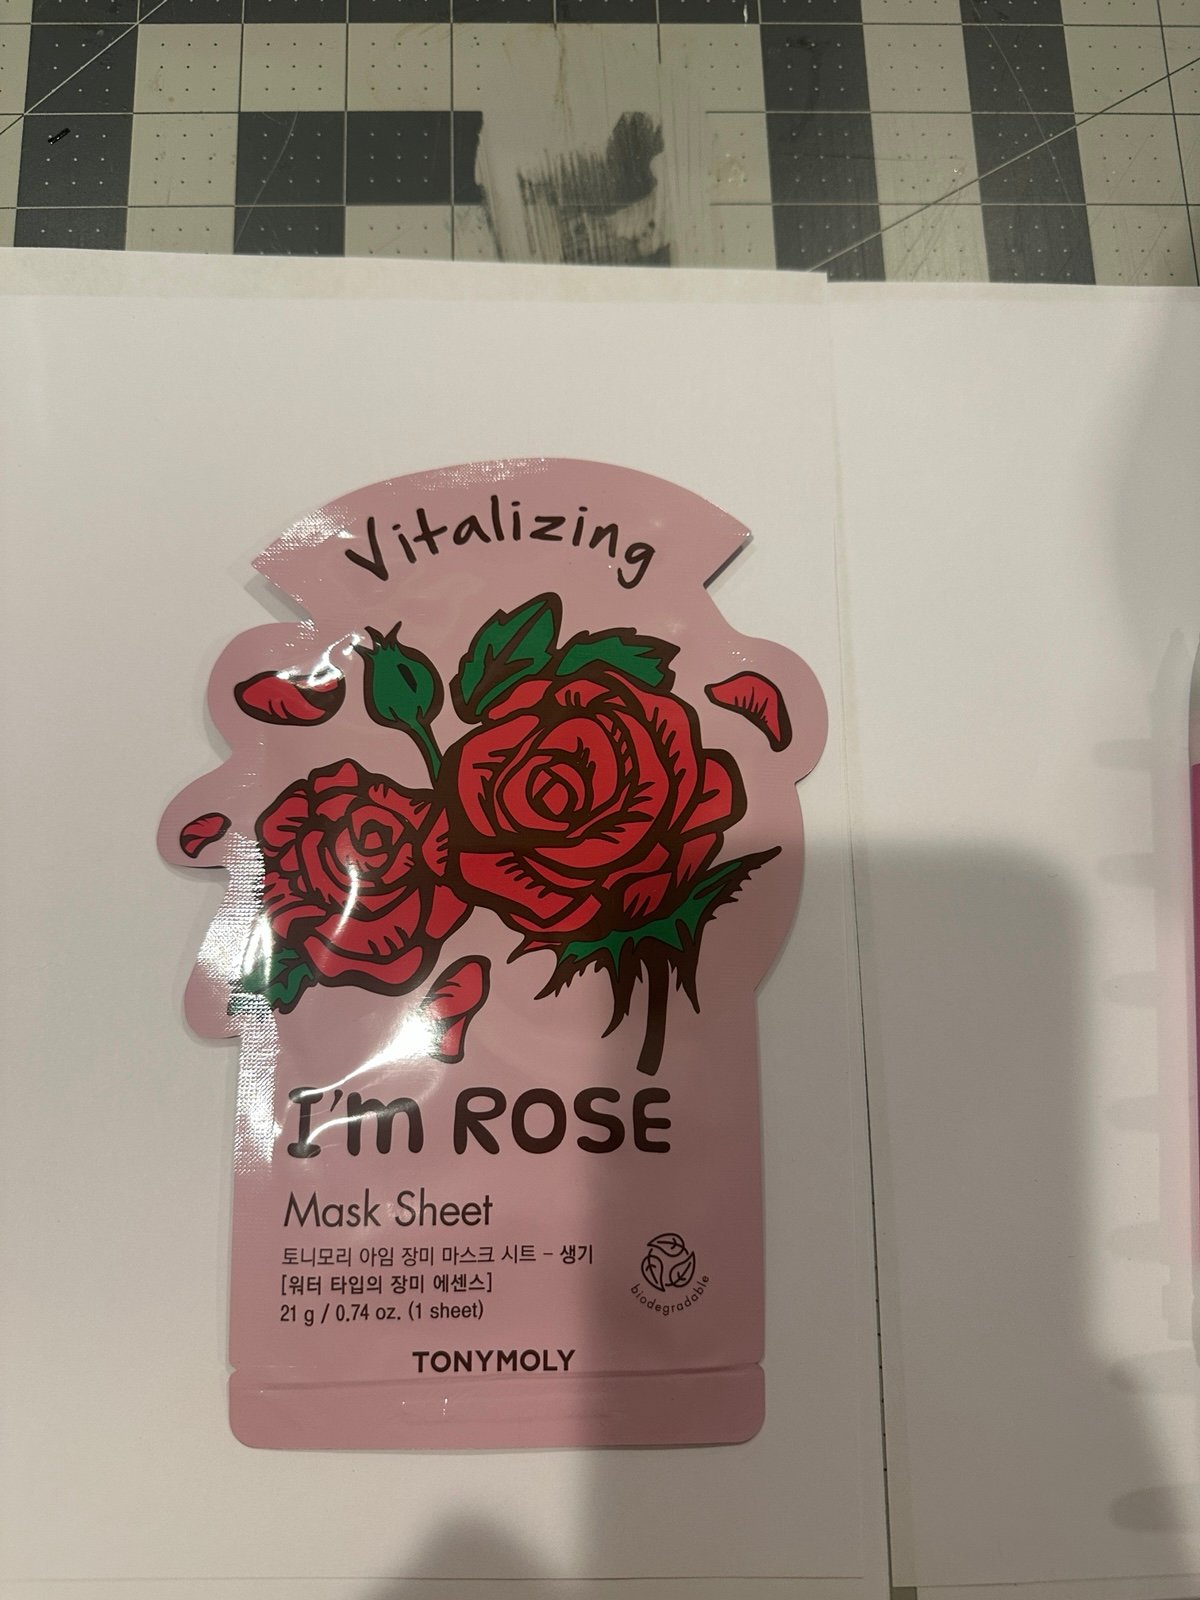 Vitalizing
I'm ROSE
Mask Sheet
토니모리 아임 장미 마스크 시트 - 생기
[워터 타입의 장미 에센스]
21 g / 0.74 oz. (1 sheet)
biodegradable
TONYMOLY